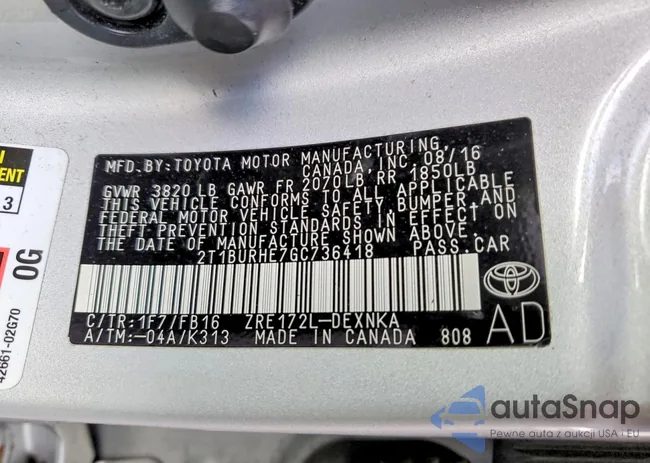 MFD.BY:TOYOTA MOTOR MANUFACTURING,
CANADA, INC. 08/16
GVWR 3820 LB GAWR FR 2070LB RR 1850LB
THIS VEHICLE CONFORMS TO ALL APPLICABLE
FEDERAL MOTOR VEHICLE SAFETY, BUMPER, AND
THEFT PREVENTION STANDARDS IN EFFECT ON
THE DATE OF MANUFACTURE SHOWN ABOVE.
2T1BURHE7GC736418 PASS.CAR
C/TR:1F7/FB16 ZRE172L-DEXNKA
A/TM:-04A/K313 MADE IN CANADA 808
AD
3
OG
42661-02G70
autaSnap
Pewne auta z aukcji USA i EU